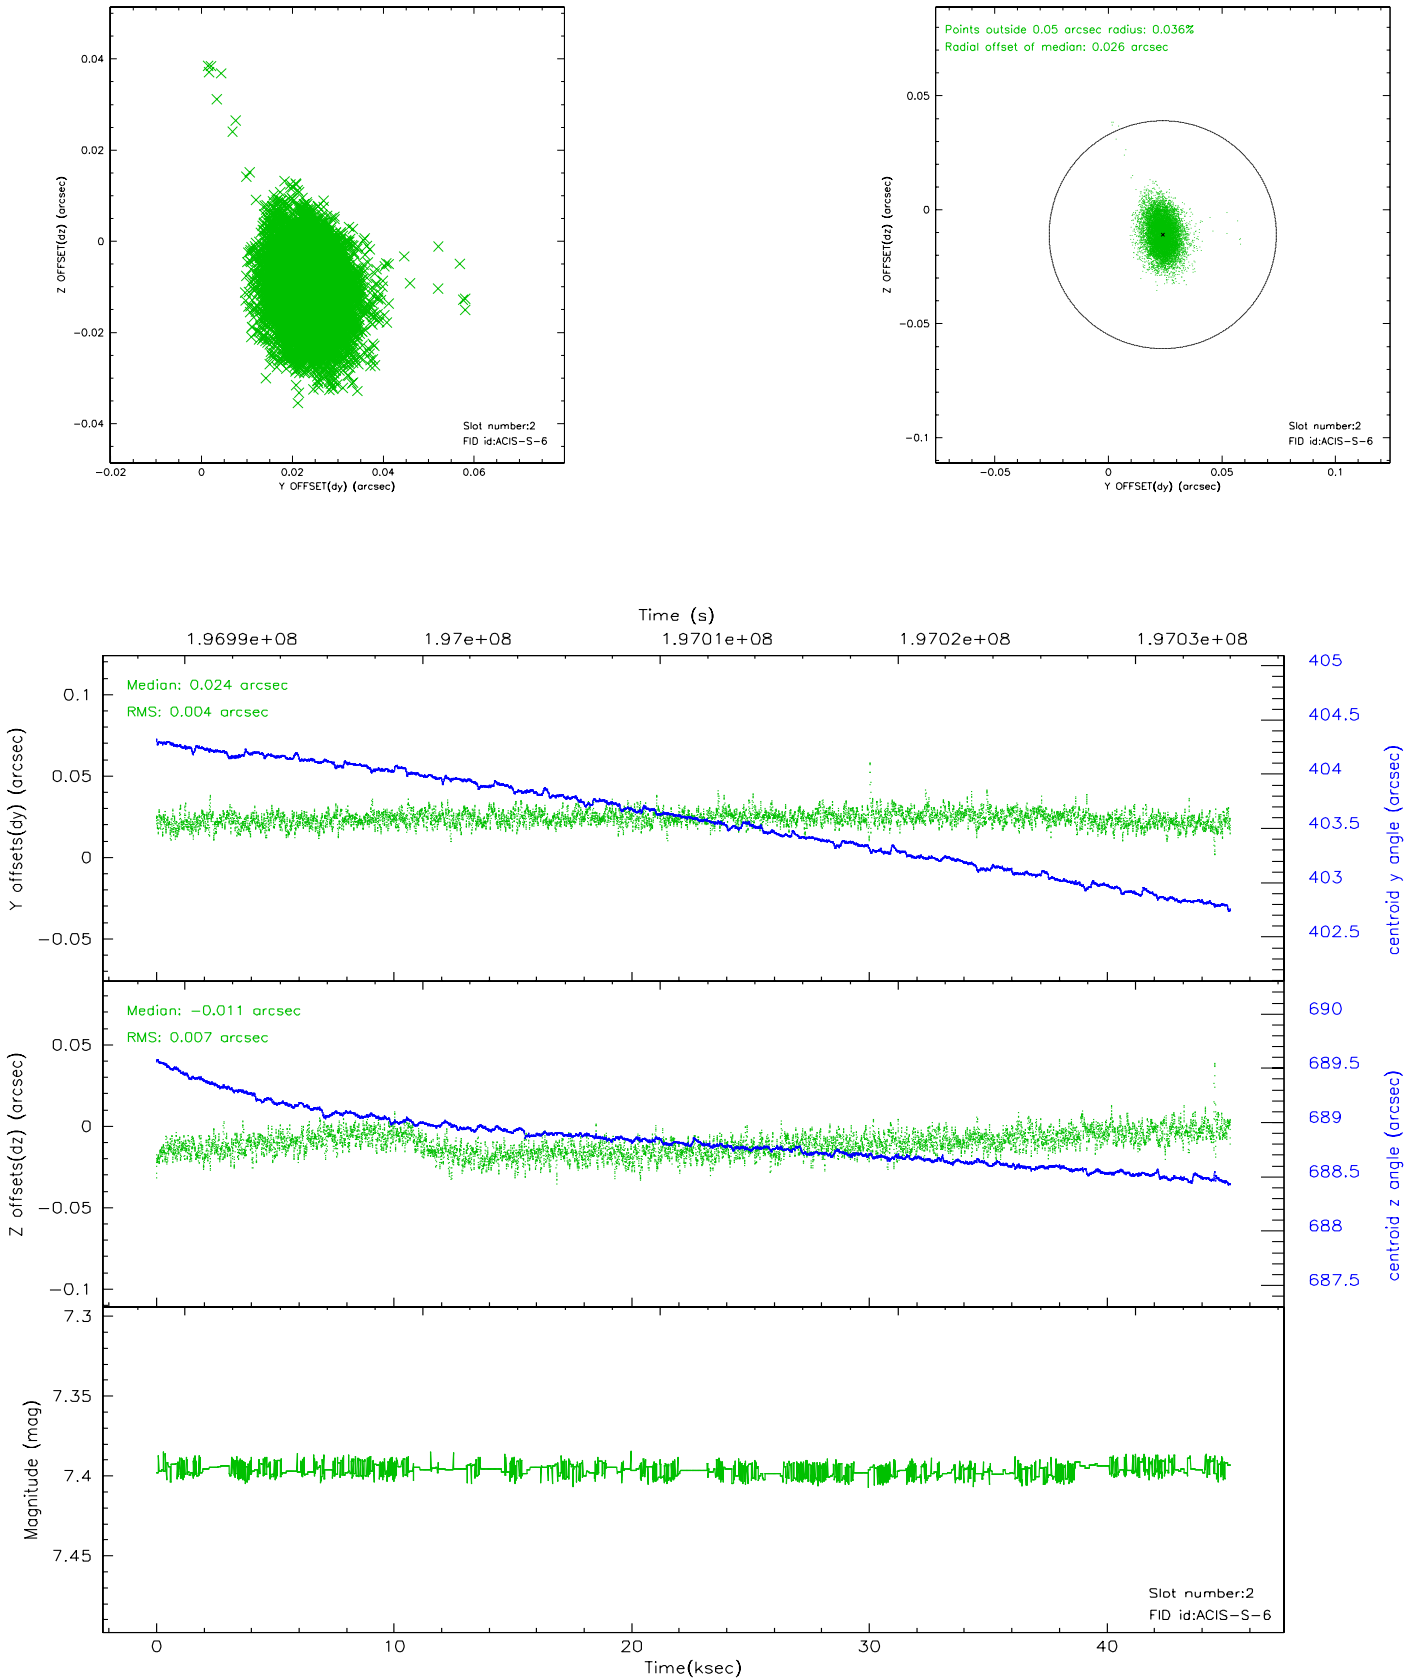 0.04
0.02
0
−0.02
−0.04
−0.02
0
0.02
0.04
0.06
Z OFFSET(dz) (arcsec)
Y OFFSET(dy) (arcsec)
Slot number:2
FID id:ACIS−S−6
Points outside 0.05 arcsec radius: 0.036%
Radial offset of median: 0.026 arcsec
0.05
0
−0.05
−0.1
−0.05
0
0.05
0.1
Z OFFSET(dz) (arcsec)
Y OFFSET(dy) (arcsec)
Slot number:2
FID id:ACIS−S−6
Time (s)
1.9699e+08
1.97e+08
1.9701e+08
1.9702e+08
1.9703e+08
Median: 0.024 arcsec
RMS: 0.004 arcsec
0.1
0.05
0
−0.05
Y offsets(dy) (arcsec)
405
404.5
404
403.5
403
402.5
centroid y angle (arcsec)
Median: −0.011 arcsec
RMS: 0.007 arcsec
0.05
0
−0.05
−0.1
Z offsets(dz) (arcsec)
690
689.5
689
688.5
688
687.5
centroid z angle (arcsec)
7.3
7.35
7.4
7.45
Magnitude (mag)
Slot number:2
FID id:ACIS−S−6
0
10
20
30
40
Time(ksec)